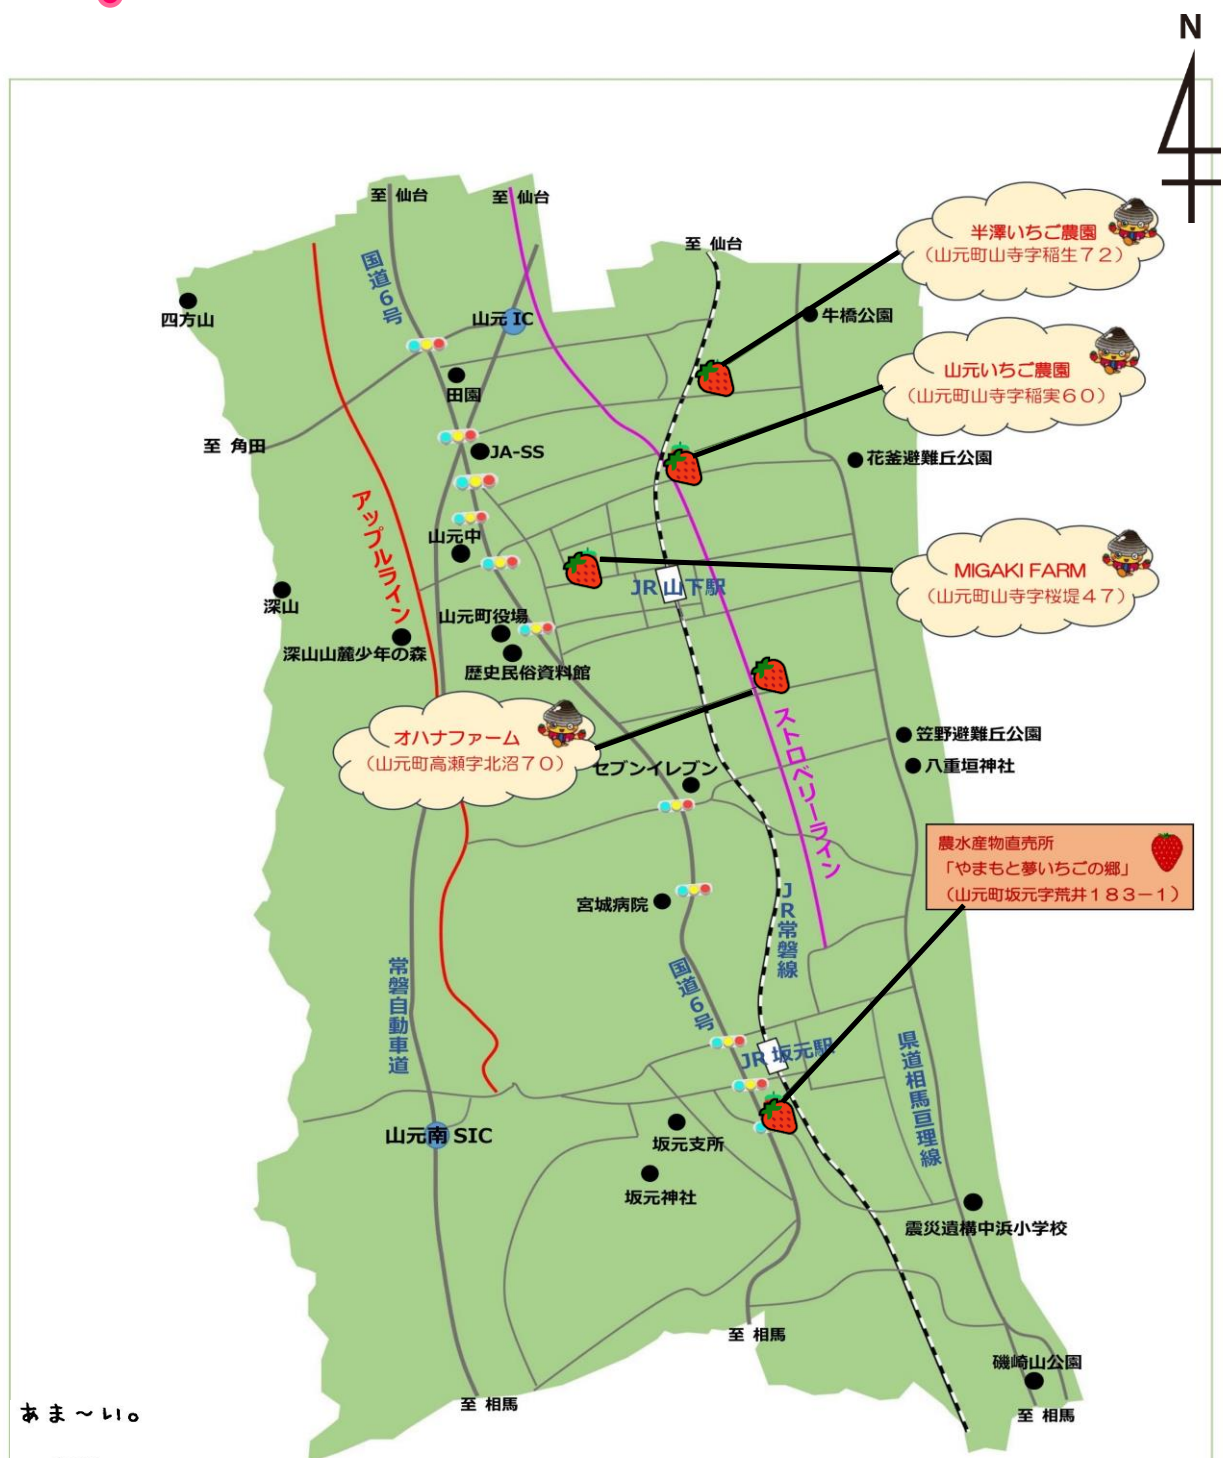 N
至 仙台
至 仙台
至 仙台
半澤いちご農園
（山元町山寺字稲生７２）
国道６号
四方山
山元 IC
牛橋公園
山元いちご農園
（山元町山寺字稲実６０）
田園
至 角田
JA-SS
花釜避難丘公園
アップルライン
山元中
MIGAKI FARM
（山元町山寺字桜堤４７）
JR 山下駅
深山
山元町役場
深山山麓少年の森
歴史民俗資料館
オハナファーム
（山元町高瀬字北沼７０）
ストロベリーライン
笠野避難丘公園
八重垣神社
セブンイレブン
農水産物直売所
「やまもと夢いちごの郷」
（山元町坂元字荒井１８３－１）
宮城病院
JR常磐線
常磐自動車道
国道６号
JR 坂元駅
県道相馬亘理線
山元南 SIC
坂元支所
坂元神社
震災遺構中浜小学校
至 相馬
磯崎山公園
至 相馬
至 相馬
あま～い。